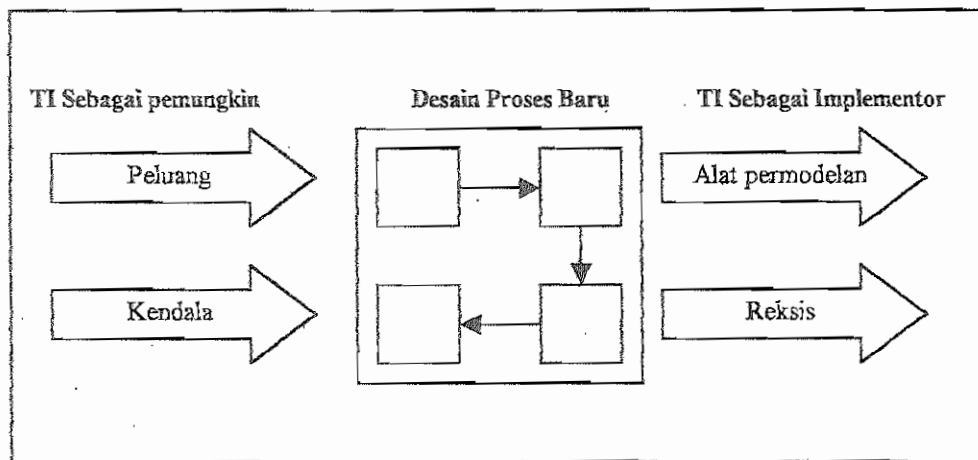 TI Sebagai pemungkin
Desain Proses Baru
TI Sebagai Implementor
Peluang
Alat permodelan
Kendala
Reksis